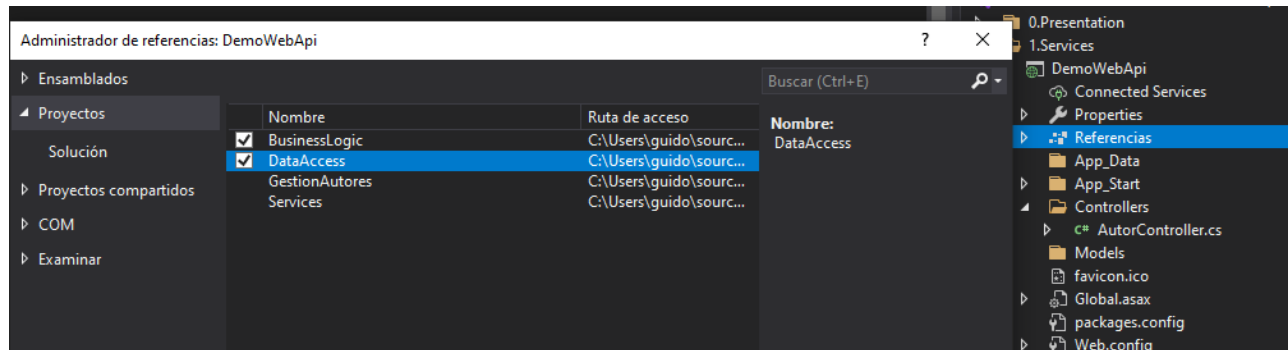 Administrador de referencias: DemoWebApi ? ×
Ensamblados
Proyectos
Solución
Proyectos compartidos
COM
Examinar
Nombre Ruta de acceso
BusinessLogic C:\Users\guido\sourc...
DataAccess C:\Users\guido\sourc...
GestionAutores C:\Users\guido\sourc...
Services C:\Users\guido\sourc...
Buscar (Ctrl+E)
Nombre:
DataAccess
0.Presentation
1.Services
DemoWebApi
Connected Services
Properties
Referencias
App_Data
App_Start
Controllers
C# AutorController.cs
Models
favicon.ico
Global.asax
packages.config
Web.config